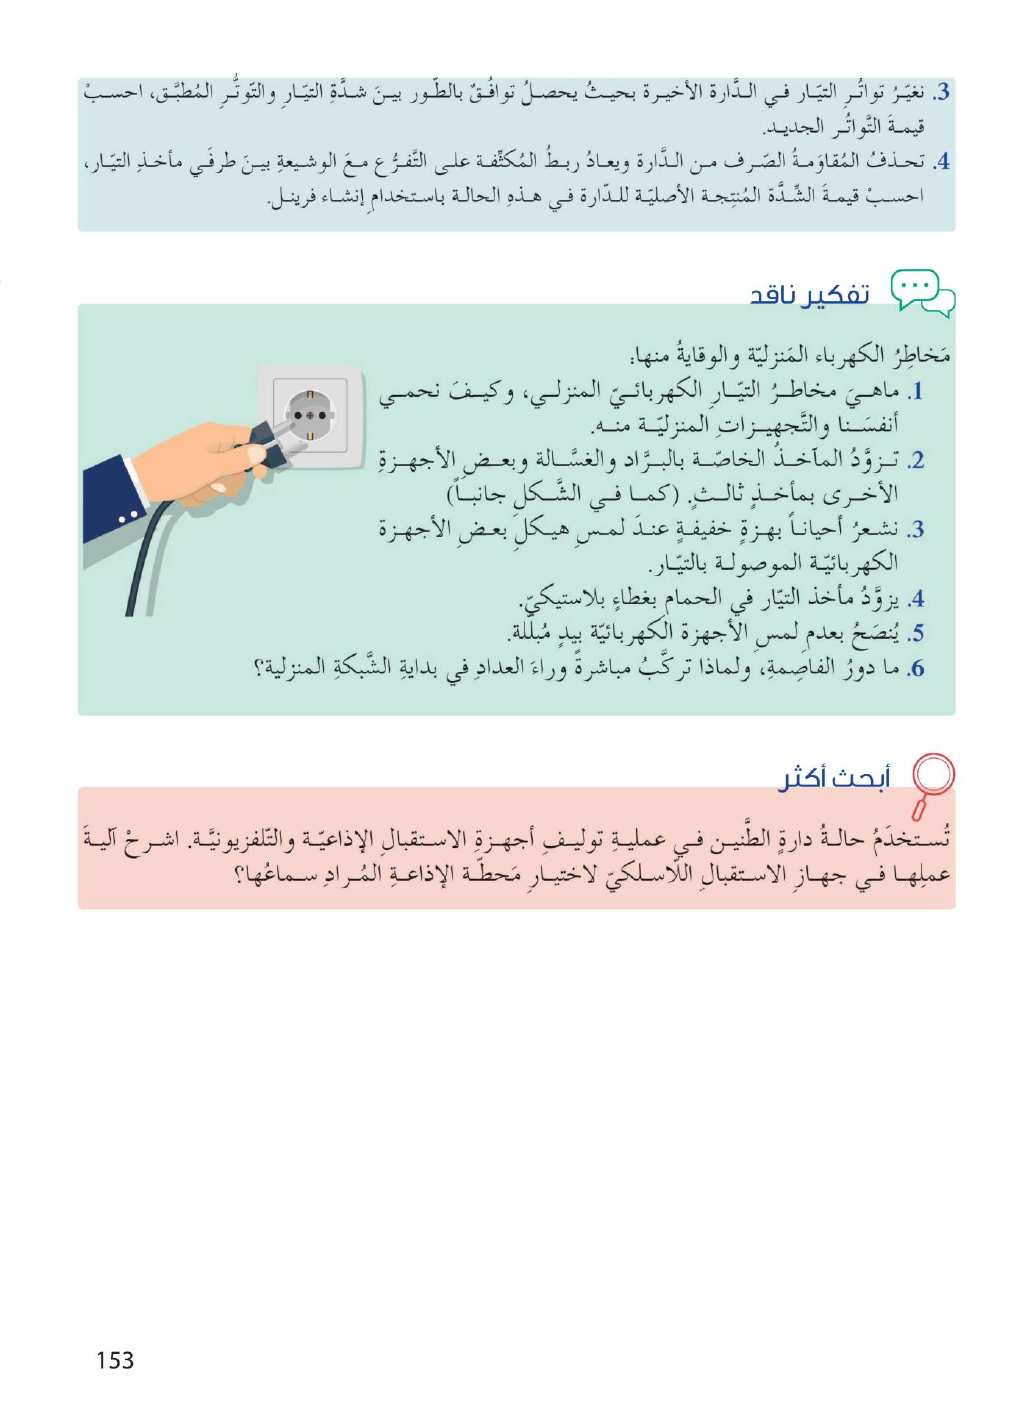 3. نغيّرُ تواتُرِ التيّار في الدَّارة الأخيرة بحيثُ يحصلُ توافُقٌ بالطّور بينَ شدَّةِ التيّارِ والتّوتُّرِ المُطبَّق، احسبْ
قيمةَ التَّواتُرِ الجديد.
4. تحذفُ المُقاوَمةُ الصّرف من الدَّارة ويعادُ ربطُ المُكثِّفة على التَّفرُّع معَ الوشيعةِ بينَ طرفَي مأخذِ التيّار،
احسبْ قيمةَ الشِّدَّة المُنتِجة الأصليّة للدّارة في هذهِ الحالة باستخدامِ إنشاء فرينل.
تفكير ناقد
مَخاطِرُ الكهرباء المَنزليّة والوقايةُ منها:
1. ماهيَ مخاطرُ التيّارِ الكهربائيّ المنزلي، وكيفَ نحمي
أنفسَنا والتَّجهيزاتِ المنزليّة منه.
2. تزوَّدُ المآخذُ الخاصّة بالبرَّاد والغسَّالة وبعضِ الأجهزةِ
الأخرى بمأخذٍ ثالثٍ. (كما في الشَّكلِ جانباً)
3. نشعرُ أحياناً بهزةٍ خفيفةٍ عندَ لمسِ هيكلِ بعضِ الأجهزة
الكهربائيّة الموصولة بالتيّار.
4. يزوَّدُ مأخذ التيّار في الحمامِ بغطاءٍ بلاستيكيّ.
5. يُنصَحُ بعدمِ لمسِ الأجهزة الكهربائيّة بيدٍ مُبلَّلة.
6. ما دورُ الفاصِمةِ، ولماذا تركَّبُ مباشرةً وراءَ العدادِ في بدايةِ الشَّبكةِ المنزلية؟
أبحث أكثر
تُستخدَمُ حالةُ دارةِ الطَّنين في عمليةِ توليفِ أجهزةِ الاستقبالِ الإذاعيّة والتّلفزيونيَّة. اشرحْ آليةَ
عملِها في جهازِ الاستقبالِ اللّاسلكيّ لاختيارِ مَحطّة الإذاعةِ المُرادِ سماعُها؟
153